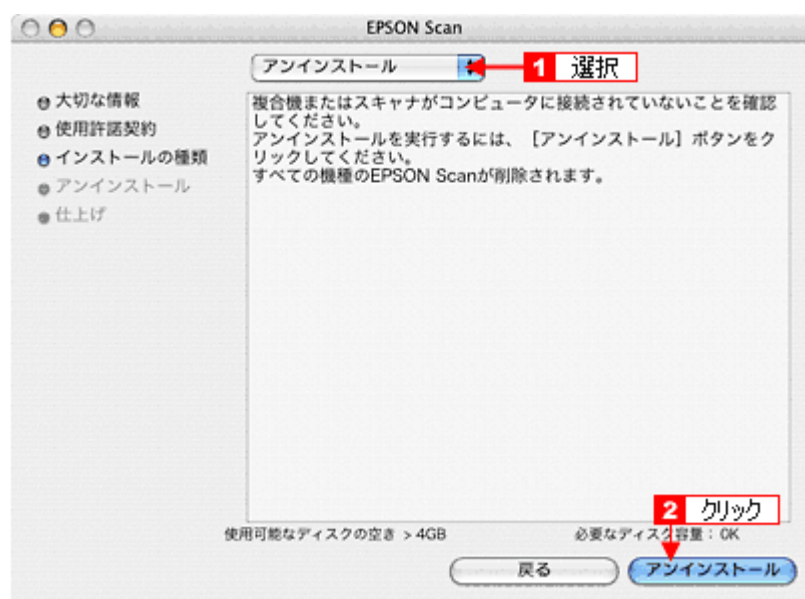 EPSON Scan
アンインストール
1 選択
大切な情報
使用許諾契約
インストールの種類
アンインストール
仕上げ
複合機またはスキャナがコンピュータに接続されていないことを確認
してください。
アンインストールを実行するには、［アンインストール］ボタンをク
リックしてください。
すべての機種のEPSON Scanが削除されます。
2 クリック
使用可能なディスクの空き > 4GB
必要なディスク容量：0K
戻る
アンインストール